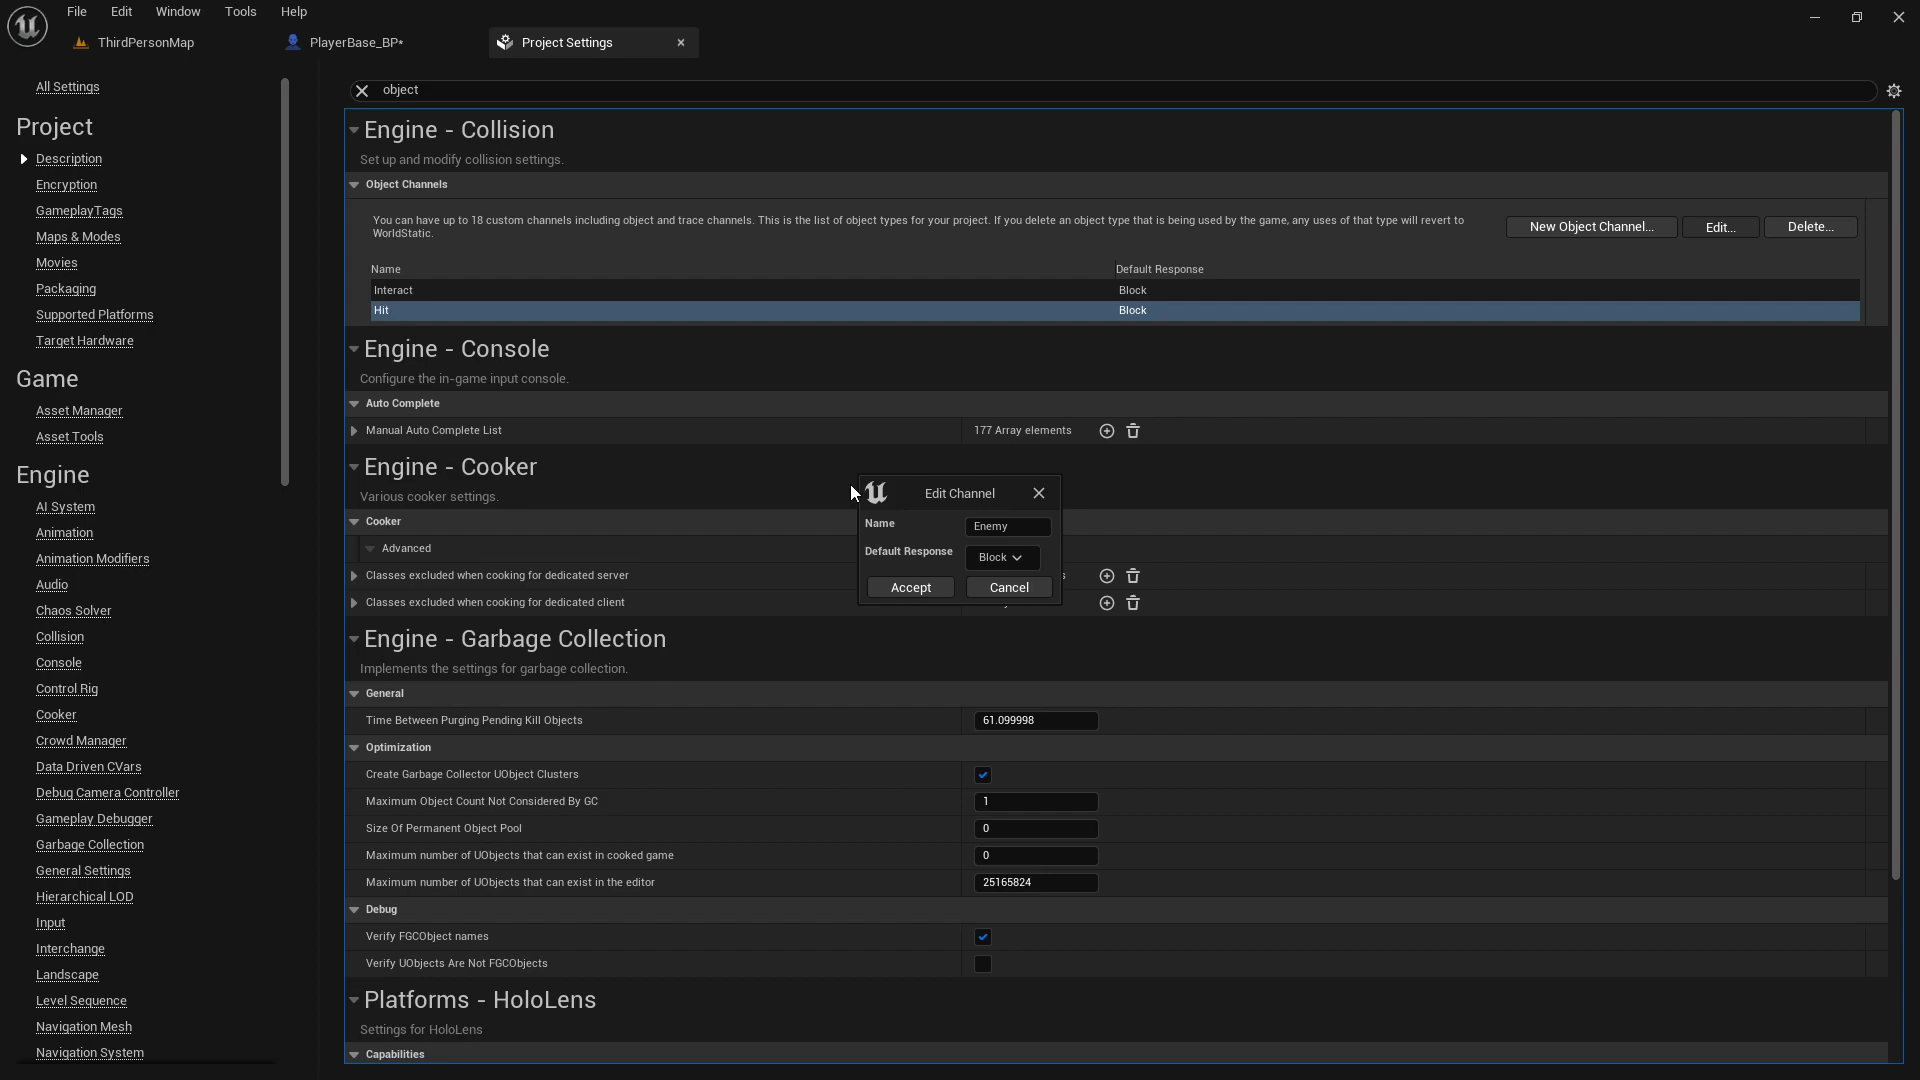 File Edit Window Tools Help
ThirdPersonMap
PlayerBase_BP*
Project Settings
All Settings
Project
Description
Encryption
GameplayTags
Maps & Modes
Movies
Packaging
Supported Platforms
Target Hardware
Game
Asset Manager
Asset Tools
Engine
AI System
Animation
Animation Modifiers
Audio
Chaos Solver
Collision
Console
Control Rig
Cooker
Crowd Manager
Data Driven CVars
Debug Camera Controller
Gameplay Debugger
Garbage Collection
General Settings
Hierarchical LOD
Input
Interchange
Landscape
Level Sequence
Navigation Mesh
Navigation System
object
Engine - Collision
Set up and modify collision settings.
Object Channels
You can have up to 18 custom channels including object and trace channels. This is the list of object types for your project. If you delete an object type that is being used by the game, any uses of that type will revert to
WorldStatic.
New Object Channel... Edit... Delete...
Name Default Response
Interact Block
Hit Block
Engine - Console
Configure the in-game input console.
Auto Complete
Manual Auto Complete List 177 Array elements
Engine - Cooker
Various cooker settings.
Cooker
Advanced
Classes excluded when cooking for dedicated server
Classes excluded when cooking for dedicated client
Edit Channel
Name Enemy
Default Response Block
Accept Cancel
Engine - Garbage Collection
Implements the settings for garbage collection.
General
Time Between Purging Pending Kill Objects 61.099998
Optimization
Create Garbage Collector UObject Clusters
Maximum Object Count Not Considered By GC 1
Size Of Permanent Object Pool 0
Maximum number of UObjects that can exist in cooked game 0
Maximum number of UObjects that can exist in the editor 25165824
Debug
Verify FGCObject names
Verify UObjects Are Not FGCObjects
Platforms - HoloLens
Settings for HoloLens
Capabilities